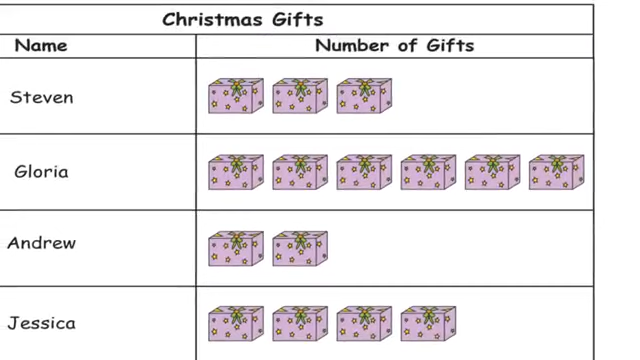 Christmas Gifts
Name Number of Gifts
Steven
Gloria
Andrew
Jessica